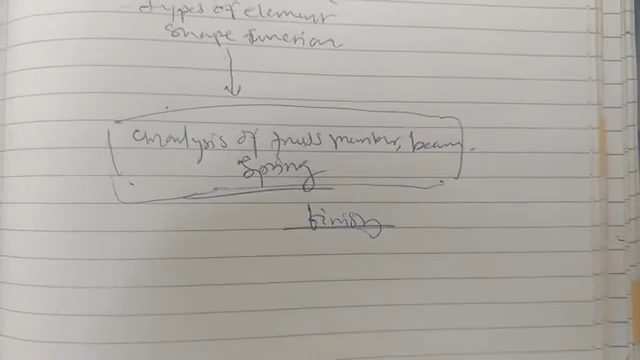 types of element
shape function
analysis of truss member, beam.
spring
finish